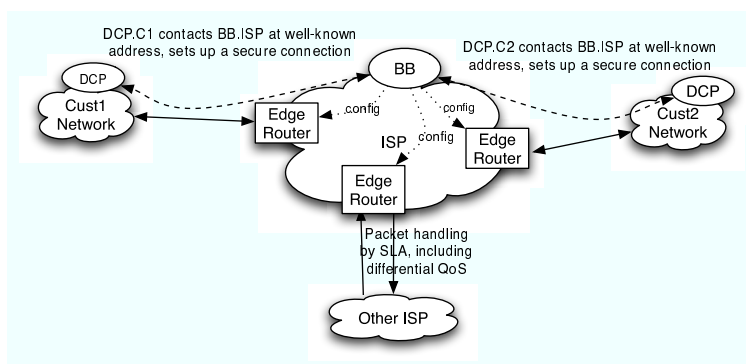 DCP.C1 contacts BB.ISP at well-known
address, sets up a secure connection
DCP.C2 contacts BB.ISP at well-known
address, sets up a secure connection
DCP
Cust1
Network
BB
DCP
Cust2
Network
Edge
Router
config
config
config
ISP
Edge
Router
Edge
Router
Packet handling
by SLA, including
differential QoS
Other ISP